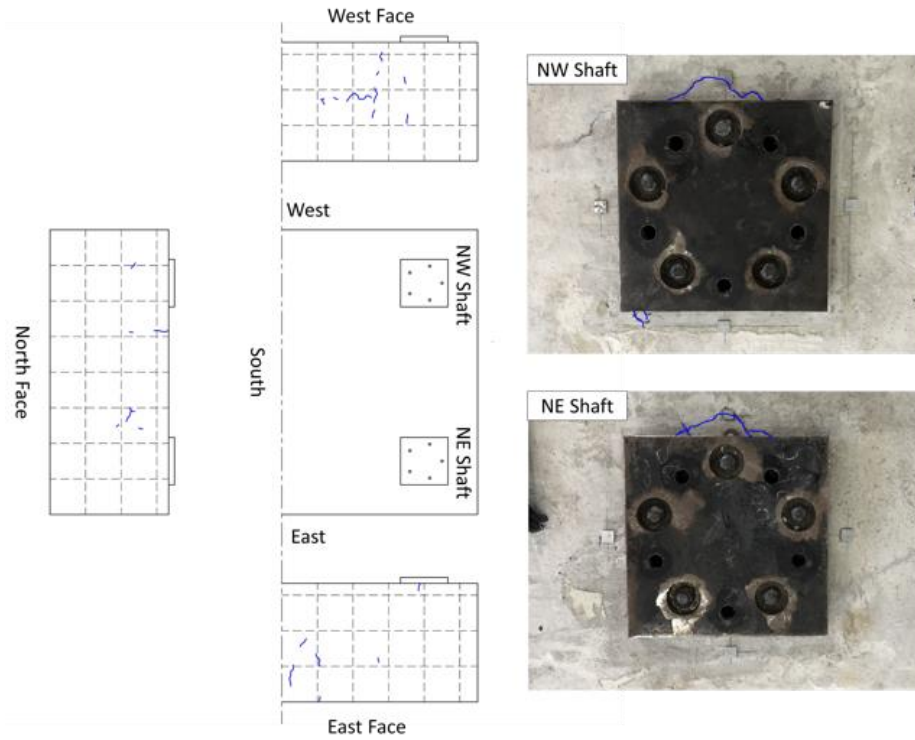 West Face
NW Shaft
West
NW Shaft
North Face
South
NE Shaft
NE Shaft
East
East Face